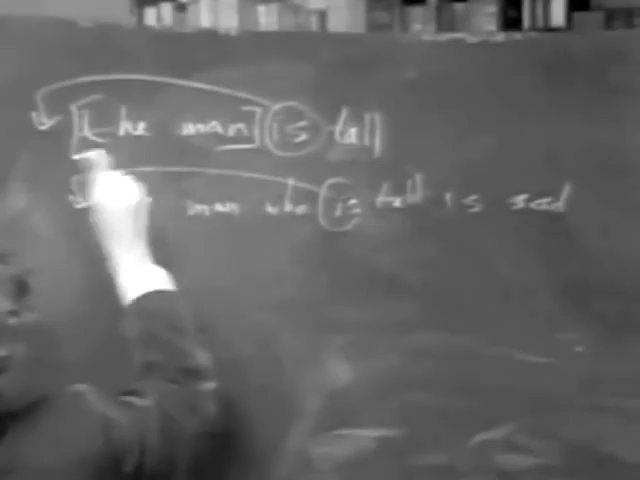 [The man] is tall
man who is tall is sad